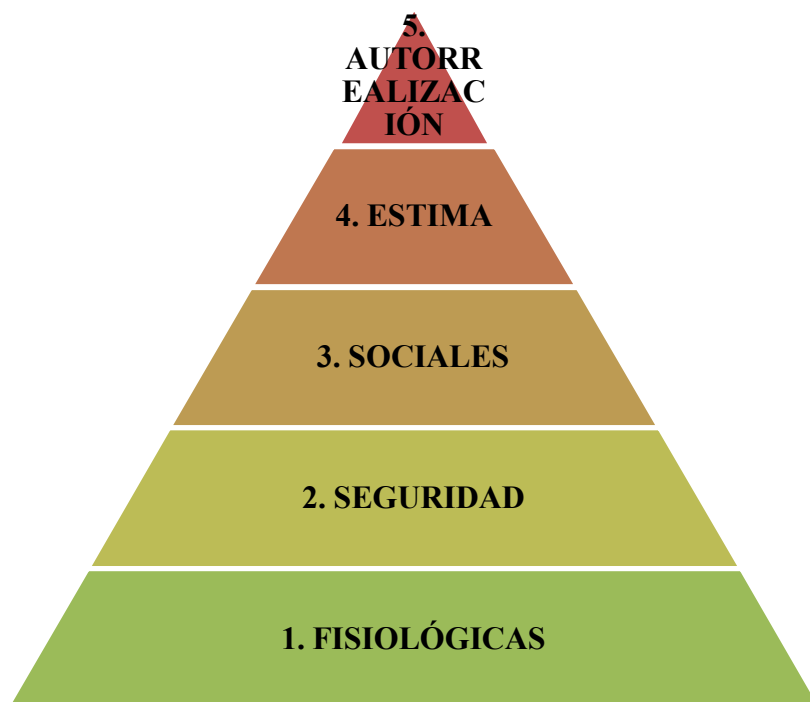 5.
AUTORR
EALIZAC
IÓN
4. ESTIMA
3. SOCIALES
2. SEGURIDAD
1. FISIOLÓGICAS